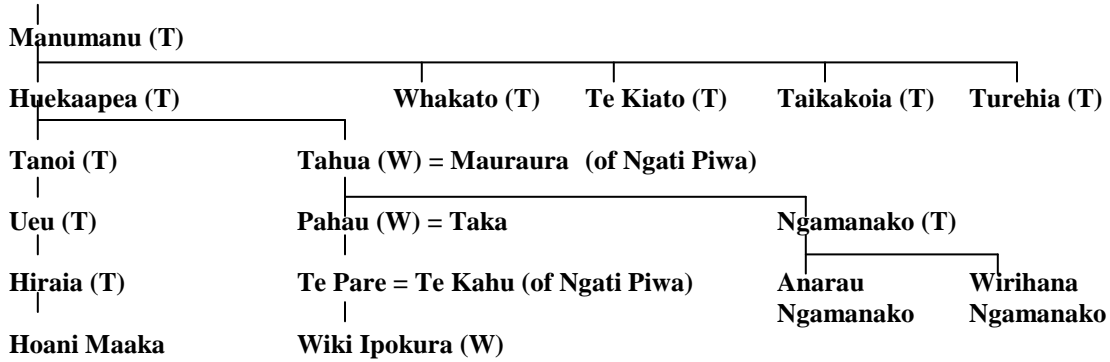 Manumanu (T)
Huekaapea (T) Whakato (T) Te Kiato (T) Taikakoia (T) Turehia (T)
Tanoi (T) Tahua (W) = Mauraura (of Ngati Piwa)
Ueu (T) Pahau (W) = Taka Ngamanako (T)
Hiraia (T) Te Pare = Te Kahu (of Ngati Piwa) Anarau Wirihana
Ngamanako Ngamanako
Hoani Maaka Wiki Ipokura (W)